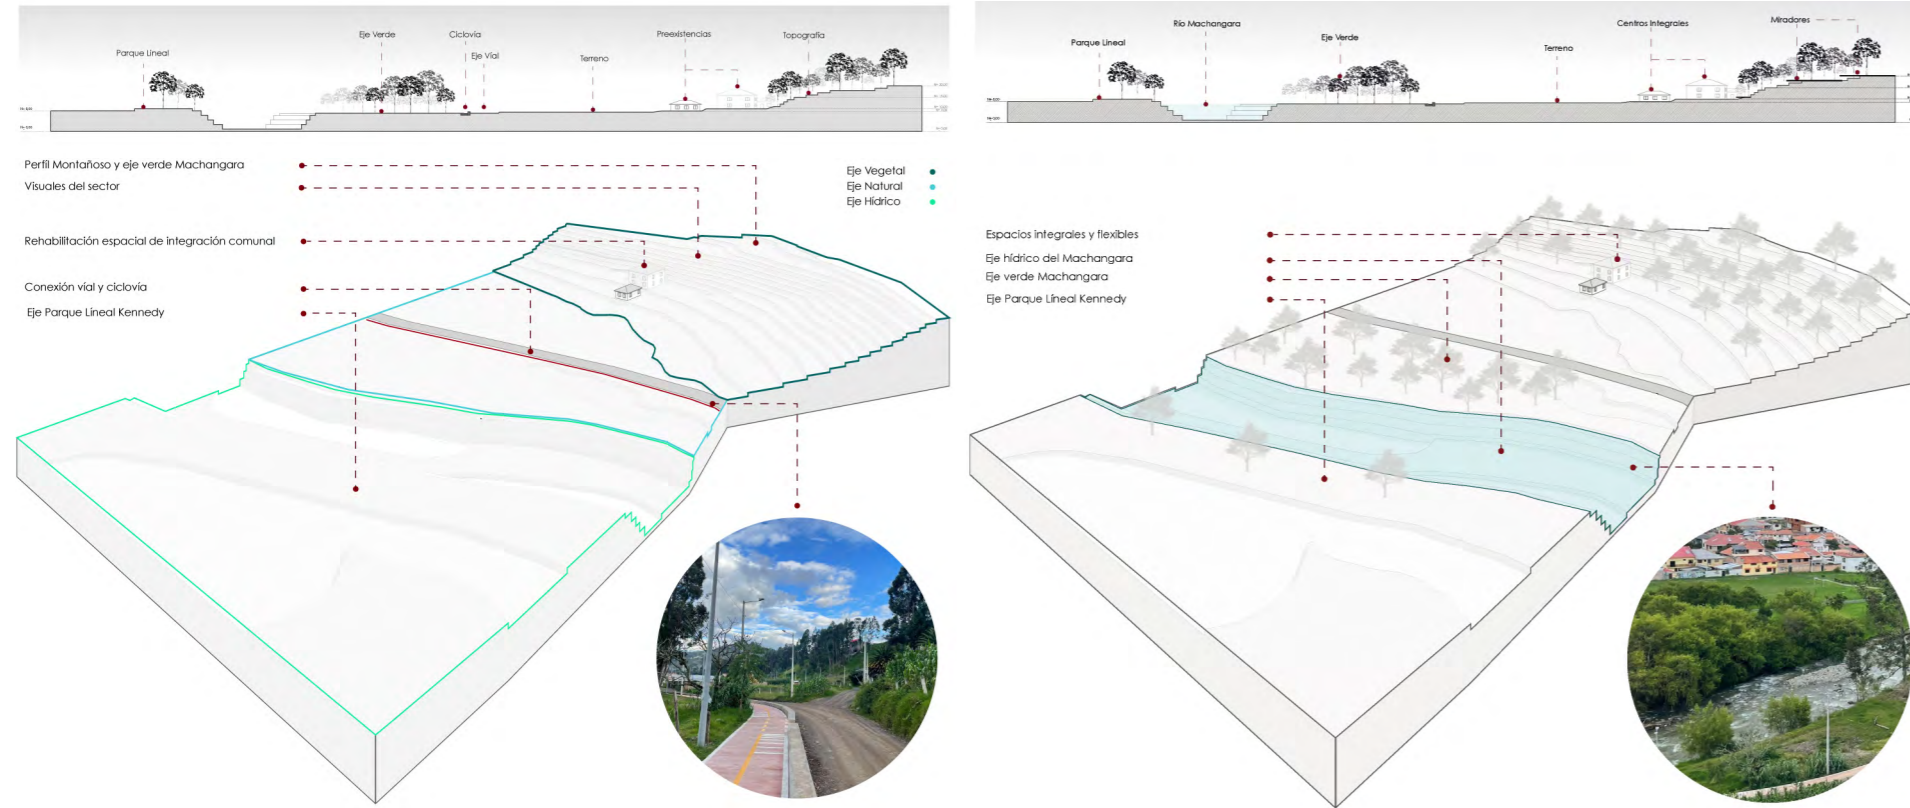 Parque Lineal
Eje Verde
Ciclovía
Eje Víal
Terreno
Preexistencias
Topografía
Perfil Montañoso y eje verde Machangara
Visuales del sector
Rehabilitación espacial de integración comunal
Conexión víal y ciclovía
Eje Parque Líneal Kennedy
Eje Vegetal
Eje Natural
Eje Hídrico
Parque Lineal
Río Machangara
Eje Verde
Terreno
Centros Integrales
Miradores
Espacios integrales y flexibles
Eje hídrico del Machangara
Eje verde Machangara
Eje Parque Líneal Kennedy